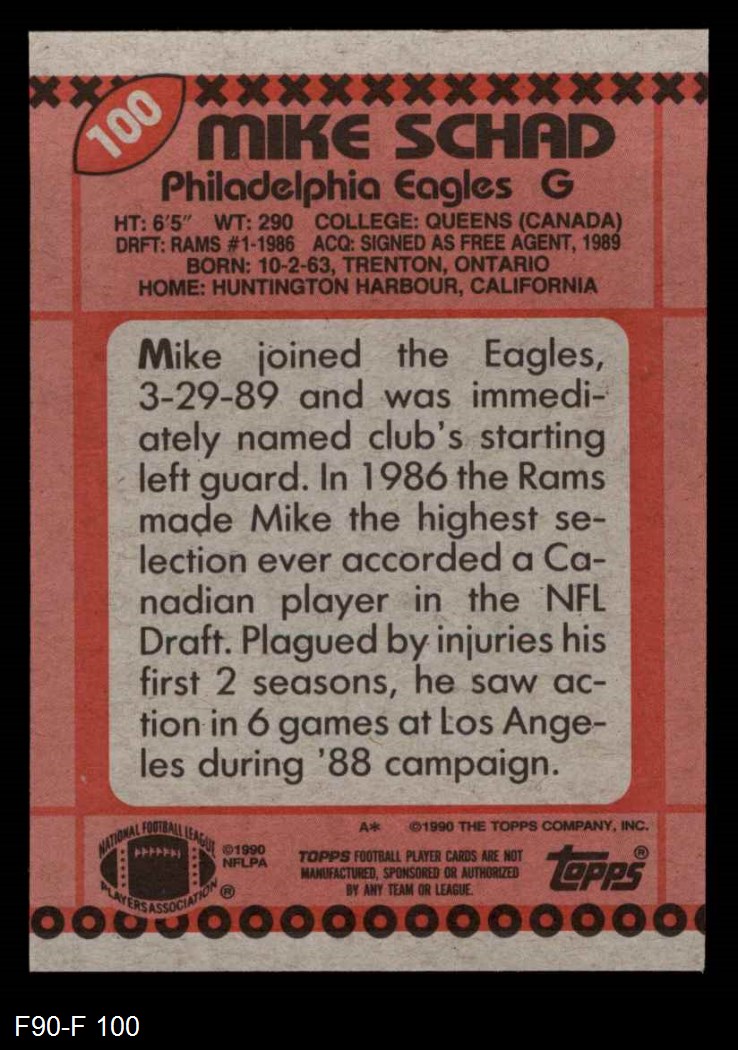 100
MIKE SCHAD
Philadelphia Eagles G
HT: 6'5" WT: 290 COLLEGE: QUEENS (CANADA)
DRFT: RAMS #1-1986 ACQ: SIGNED AS FREE AGENT, 1989
BORN: 10-2-63, TRENTON, ONTARIO
HOME: HUNTINGTON HARBOUR, CALIFORNIA
Mike joined the Eagles,
3-29-89 and was immedi-
ately named club's starting
left guard. In 1986 the Rams
made Mike the highest se-
lection ever accorded a Ca-
nadian player in the NFL
Draft. Plagued by injuries his
first 2 seasons, he saw ac-
tion in 6 games at Los Ange-
les during '88 campaign.
A* ©1990 THE TOPPS COMPANY, INC.
NATIONAL FOOTBALL LEAGUE
PLAYERS ASSOCIATION ®
©1990
NFLPA
TOPPS FOOTBALL PLAYER CARDS ARE NOT
MANUFACTURED, SPONSORED OR AUTHORIZED
BY ANY TEAM OR LEAGUE.
topps®
F90-F 100